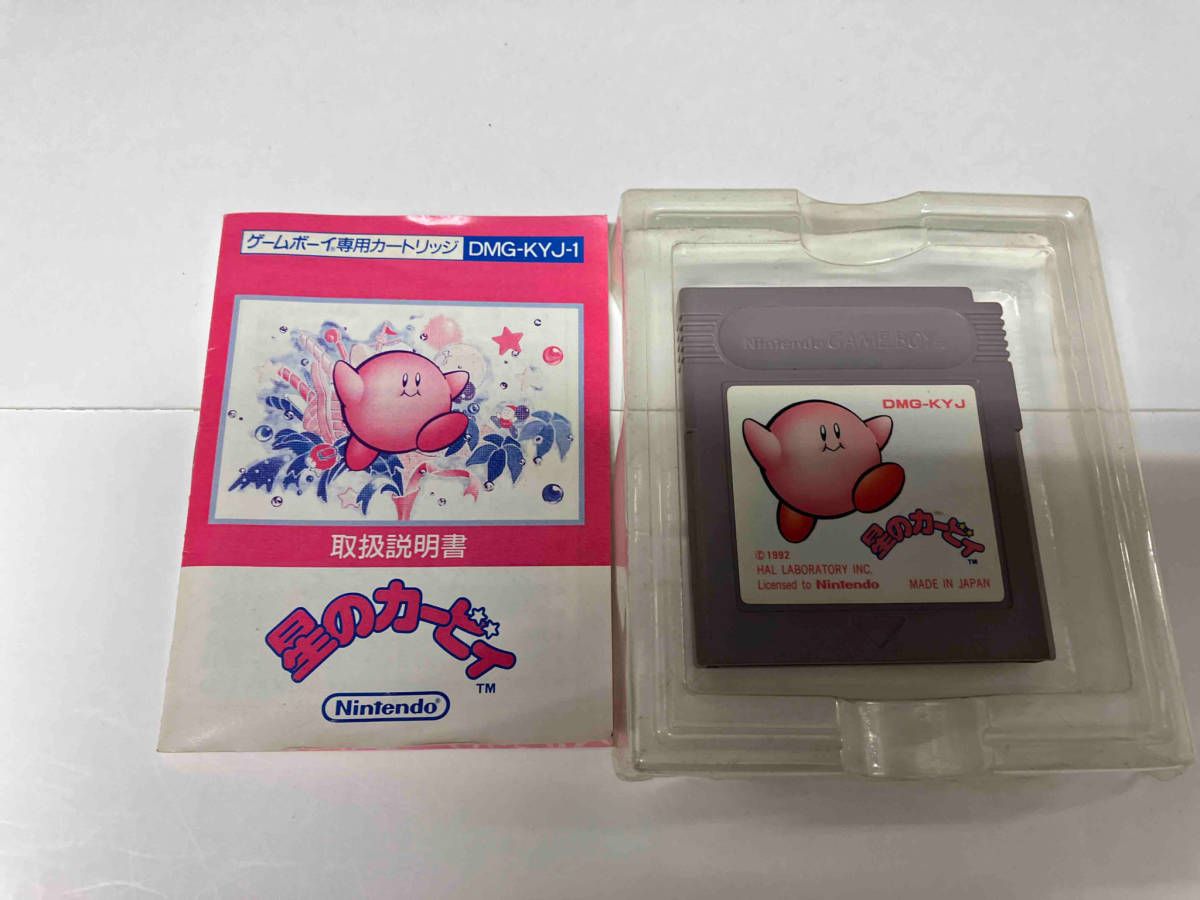 ゲームボーイ®専用カートリッジ DMG-KYJ-1
取扱説明書
星のカービィ
TM
Nintendo®
Nintendo GAME BOY TM
DMG-KYJ
星のカービィ
TM
©1992
HAL LABORATORY INC.
Licensed to Nintendo MADE IN JAPAN